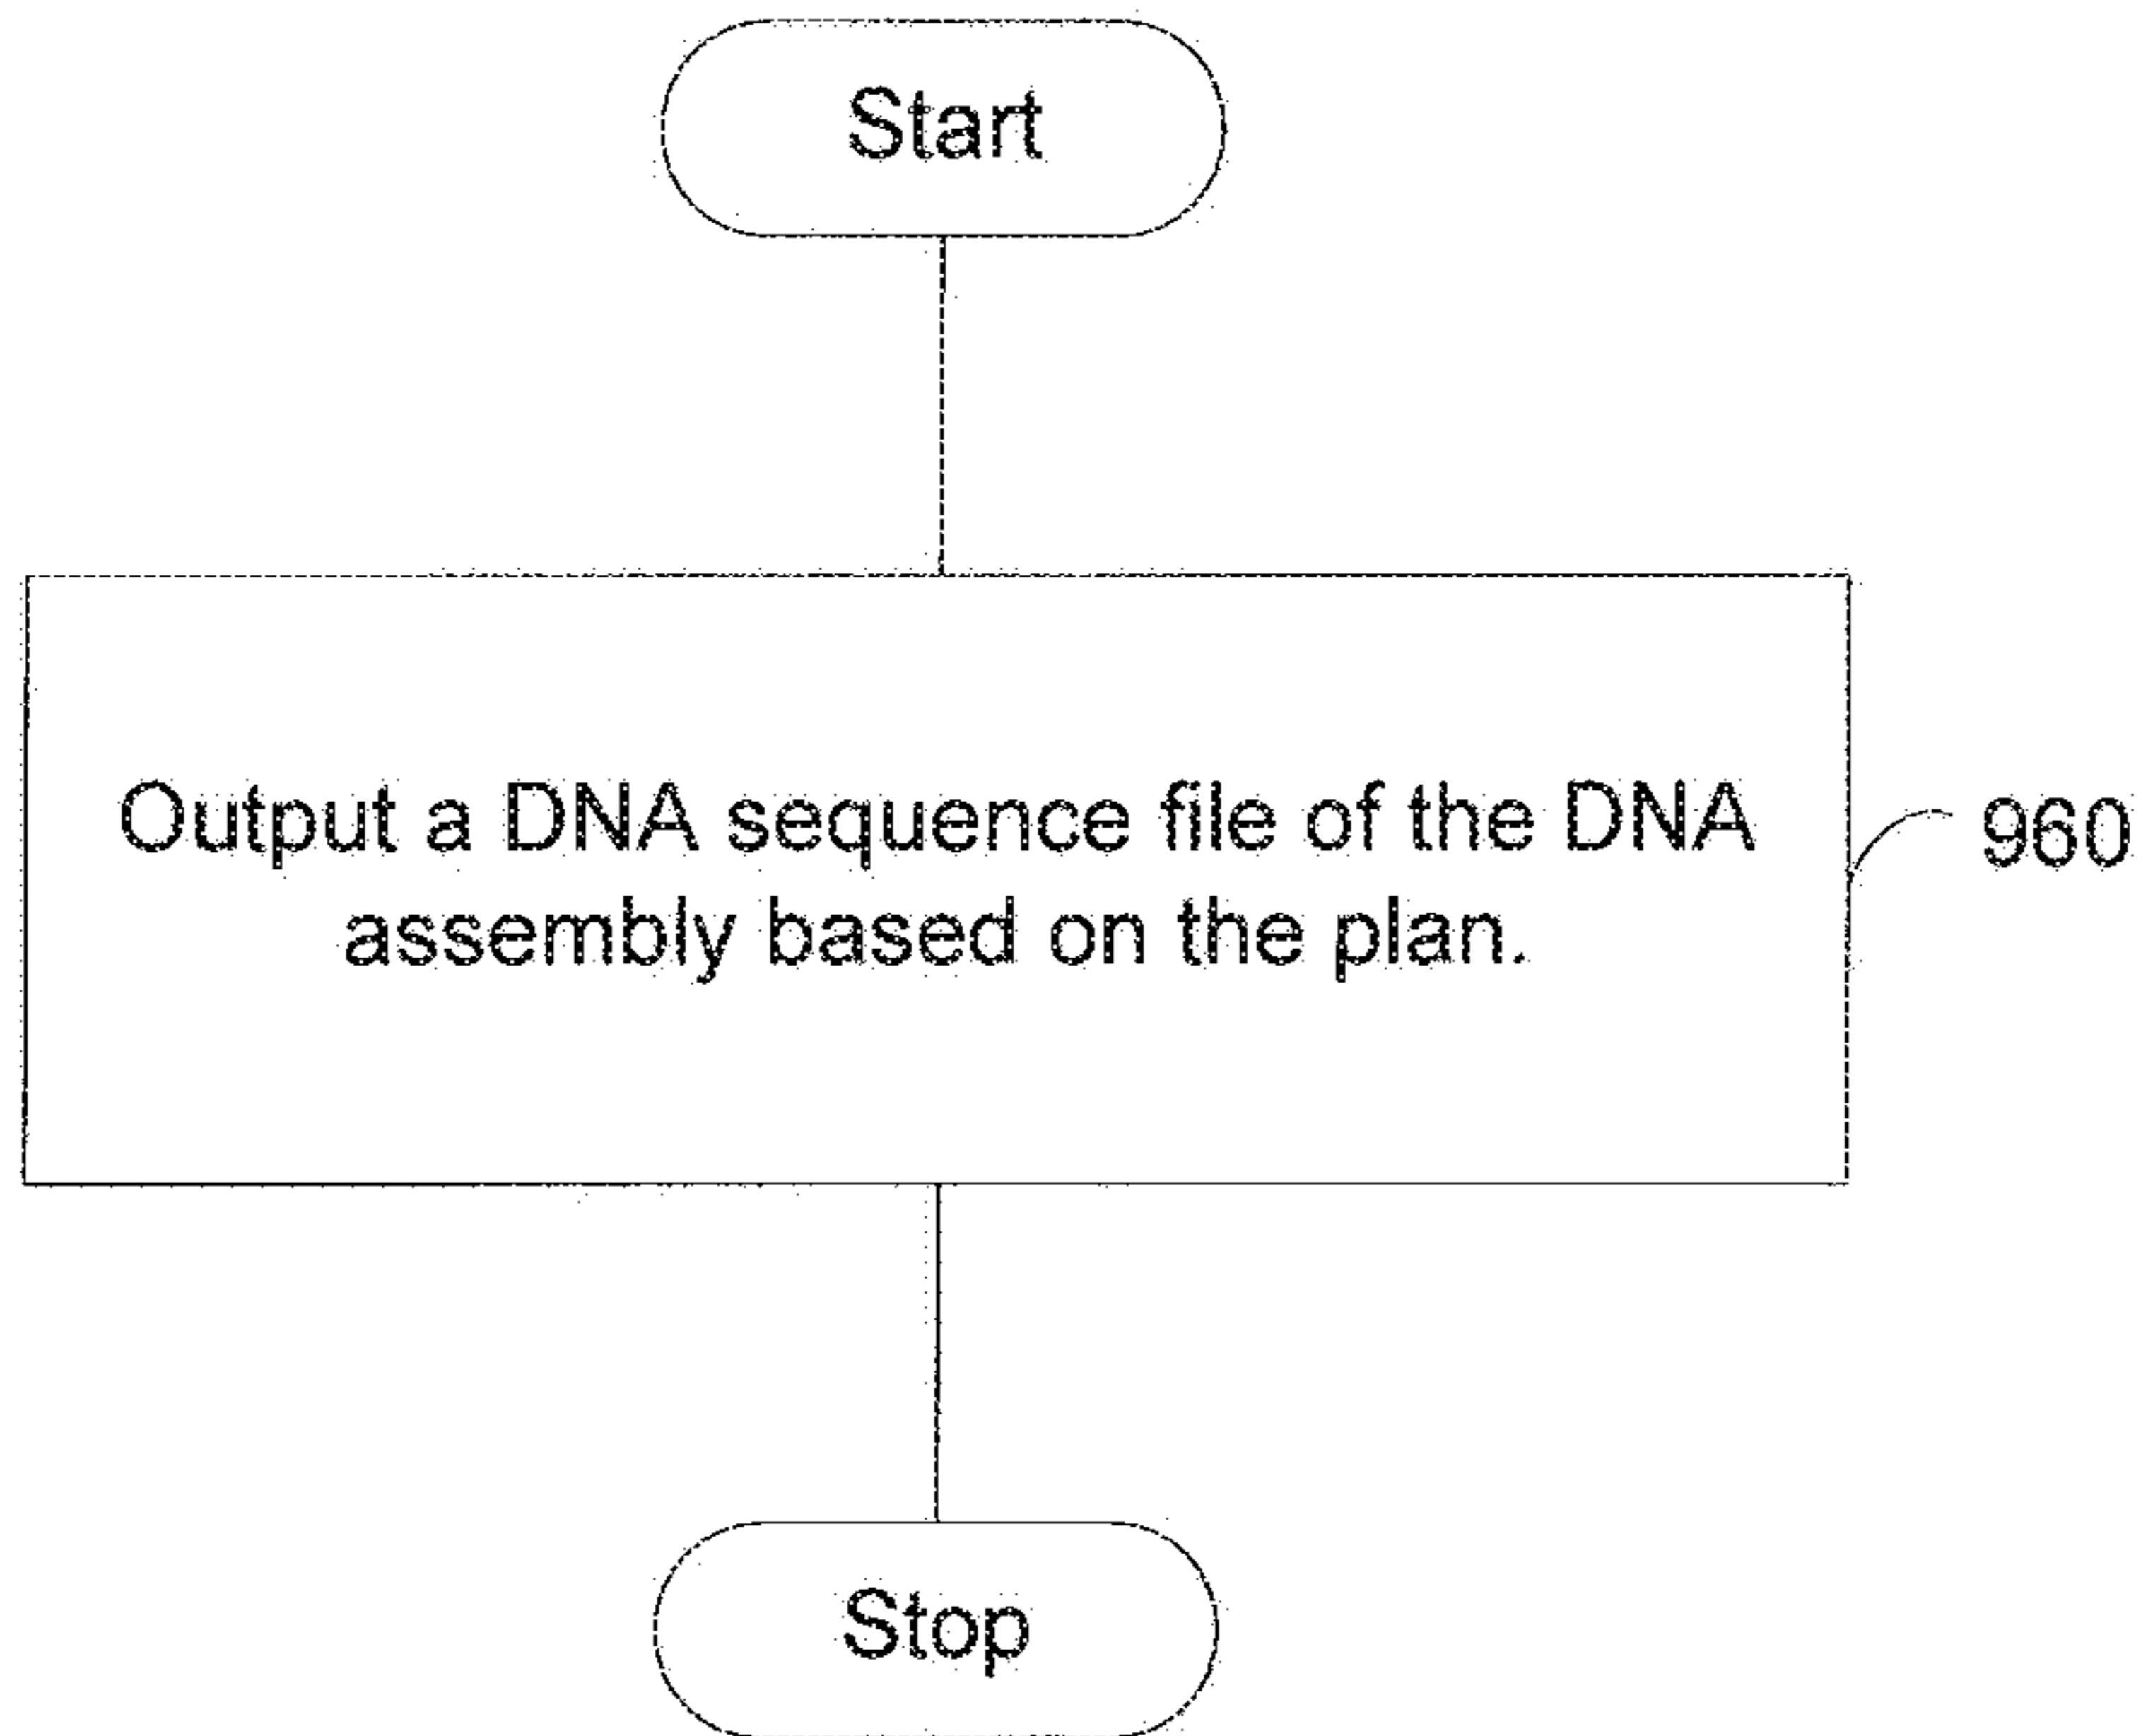 Start
Output a DNA sequence file of the DNA
assembly based on the plan.
960
Stop